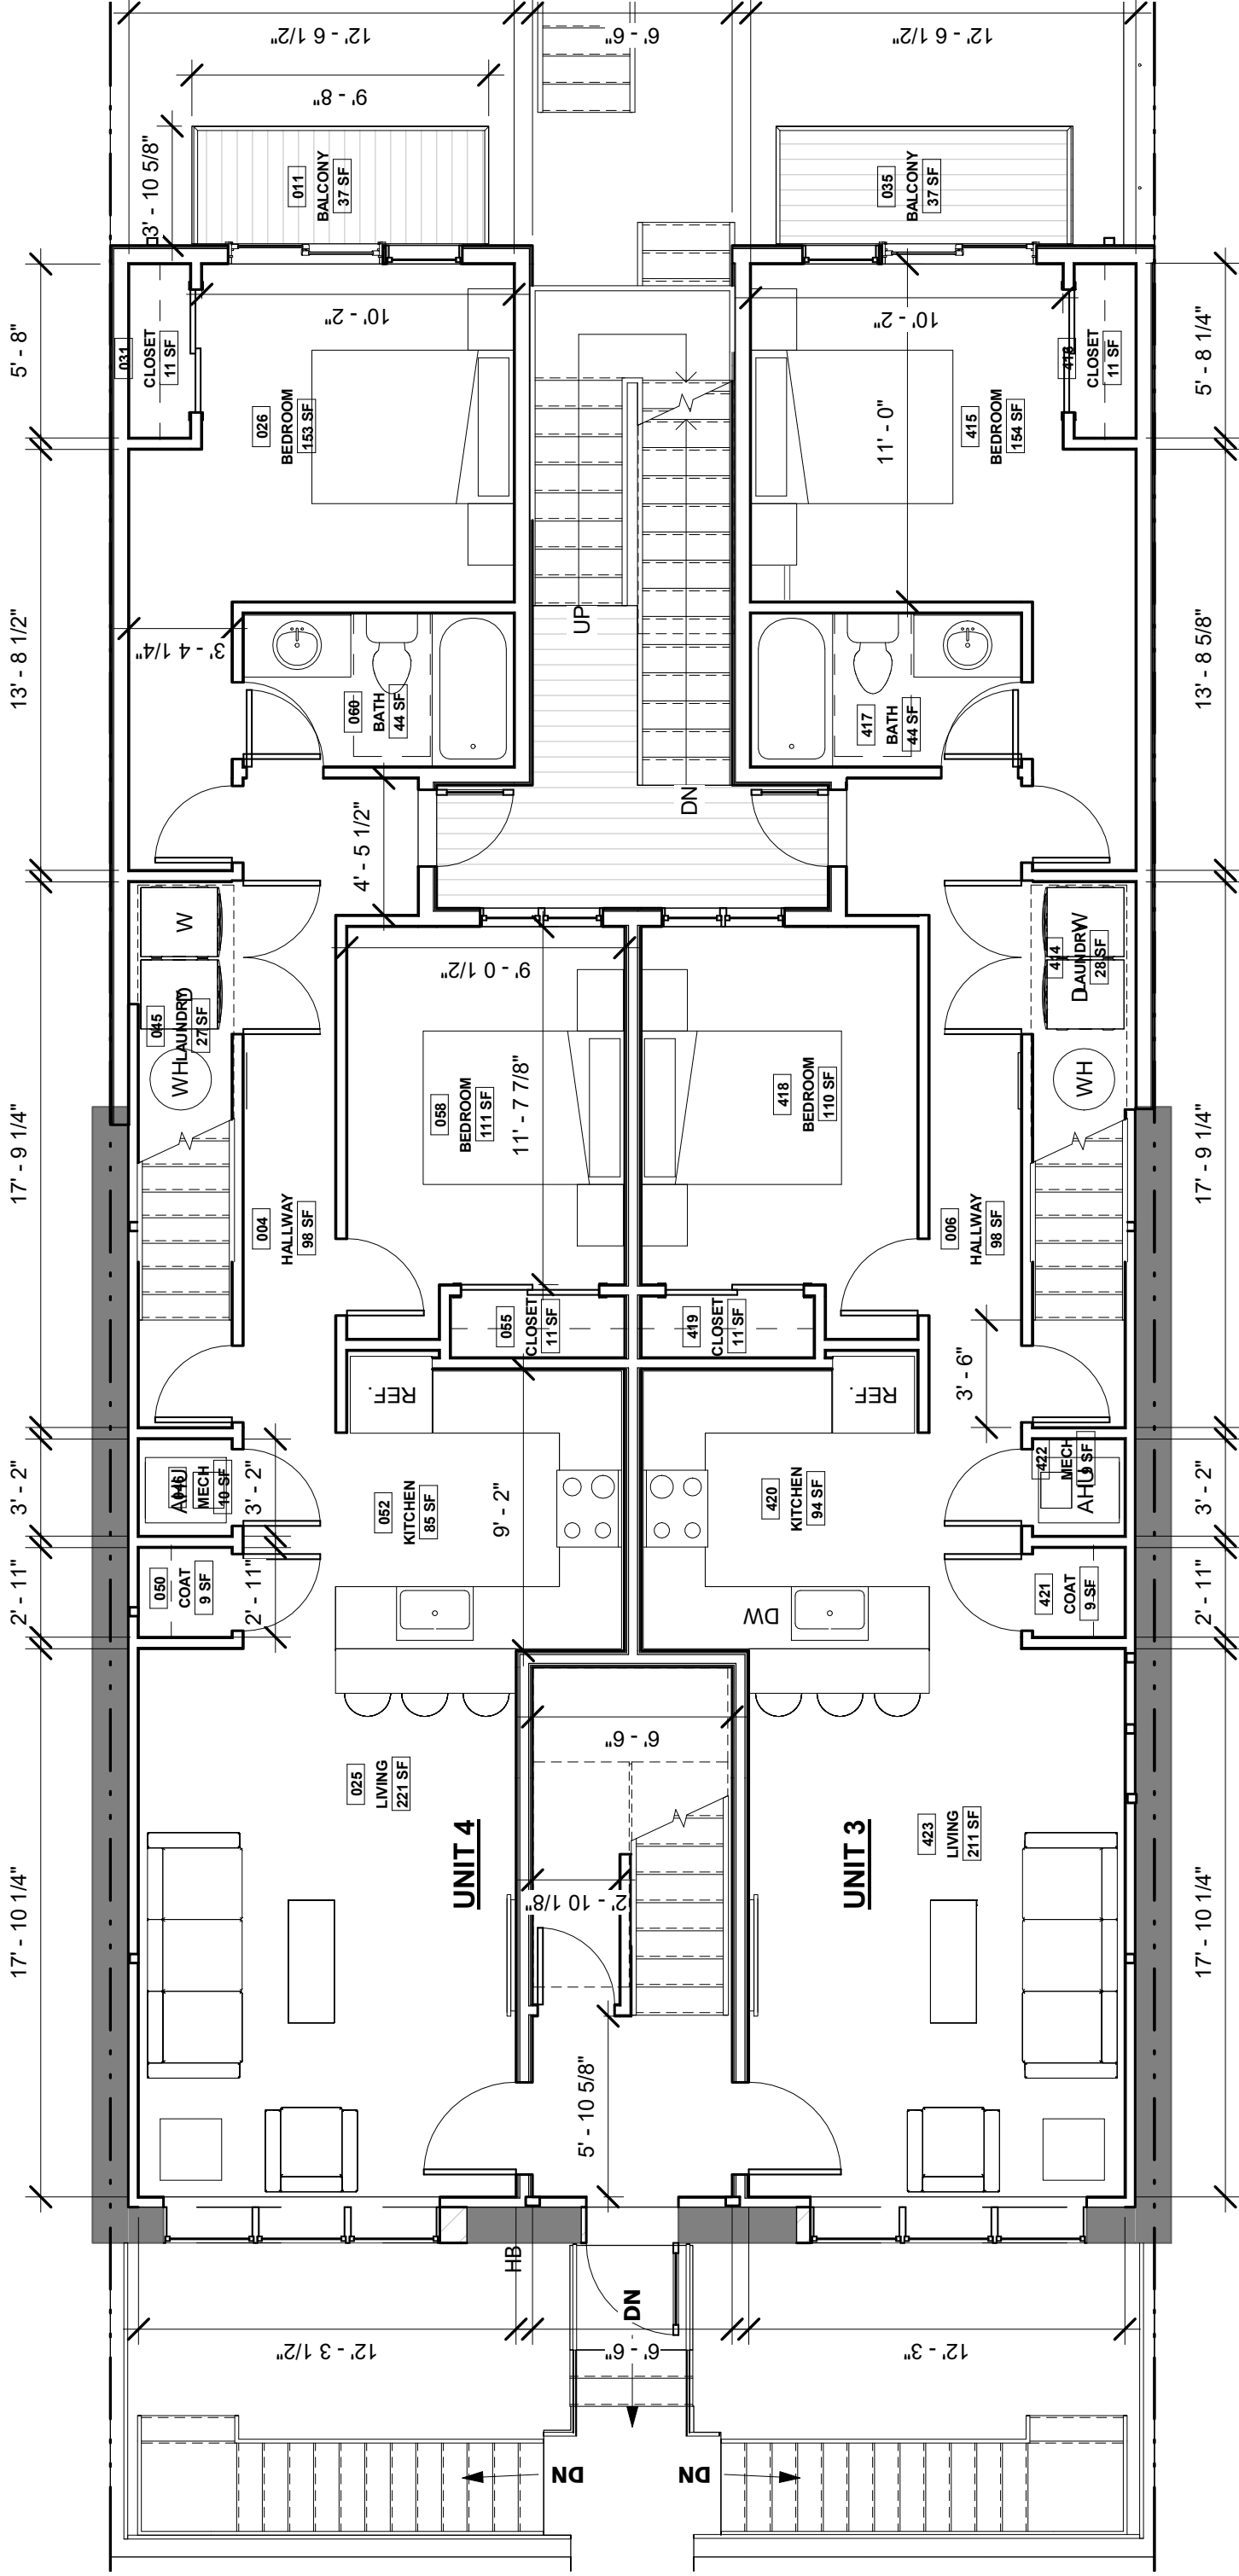 12' - 6 1/2"
6' - 6"
12' - 6 1/2"
9' - 8"
3' - 10 5/8"
011
BALCONY
37 SF
035
BALCONY
37 SF
5' - 8"
031
CLOSET
11 SF
10' - 2"
10' - 2"
CLOSET
11 SF
5' - 8 1/4"
026
BEDROOM
153 SF
11' - 0"
415
BEDROOM
154 SF
13' - 8 1/2"
3' - 4 1/4"
UP
13' - 8 5/8"
060
BATH
44 SF
417
BATH
44 SF
DN
4' - 5 1/2"
W
W
045
LAUNDRY
27 SF
D
WH
9' - 0 1/2"
414
LAUNDRY
28 SF
D
WH
058
BEDROOM
111 SF
11' - 7 7/8"
418
BEDROOM
110 SF
17' - 9 1/4"
17' - 9 1/4"
004
HALLWAY
98 SF
006
HALLWAY
98 SF
055
CLOSET
11 SF
419
CLOSET
11 SF
3' - 6"
REF.
REF.
3' - 2"
AHU
MECH
10 SF
3' - 2"
422
MECH
9 SF
AHU
3' - 2"
052
KITCHEN
85 SF
9' - 2"
420
KITCHEN
94 SF
2' - 11"
050
COAT
9 SF
2' - 11"
DW
421
COAT
9 SF
2' - 11"
6' - 6"
025
LIVING
221 SF
UNIT 4
UNIT 3
423
LIVING
211 SF
2' - 10 1/8"
17' - 10 1/4"
17' - 10 1/4"
5' - 10 5/8"
HB
DN
12' - 3 1/2"
6' - 6"
12' - 3"
DN
DN